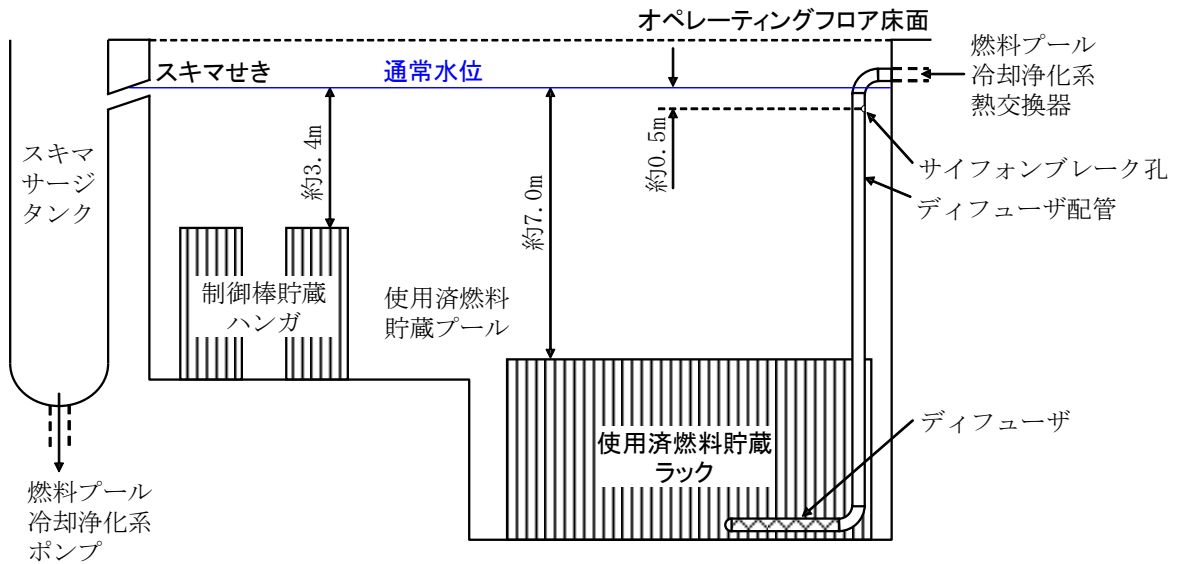 オペレーティングフロア床面
スキマせき
通常水位
燃料プール
冷却浄化系
熱交換器
スキマ
サージ
タンク
約3.4m
約7.0m
約0.5m
サイフォンブレーク孔
ディフューザ配管
制御棒貯蔵
ハンガ
使用済燃料
貯蔵プール
使用済燃料貯蔵
ラック
ディフューザ
燃料プール
冷却浄化系
ポンプ